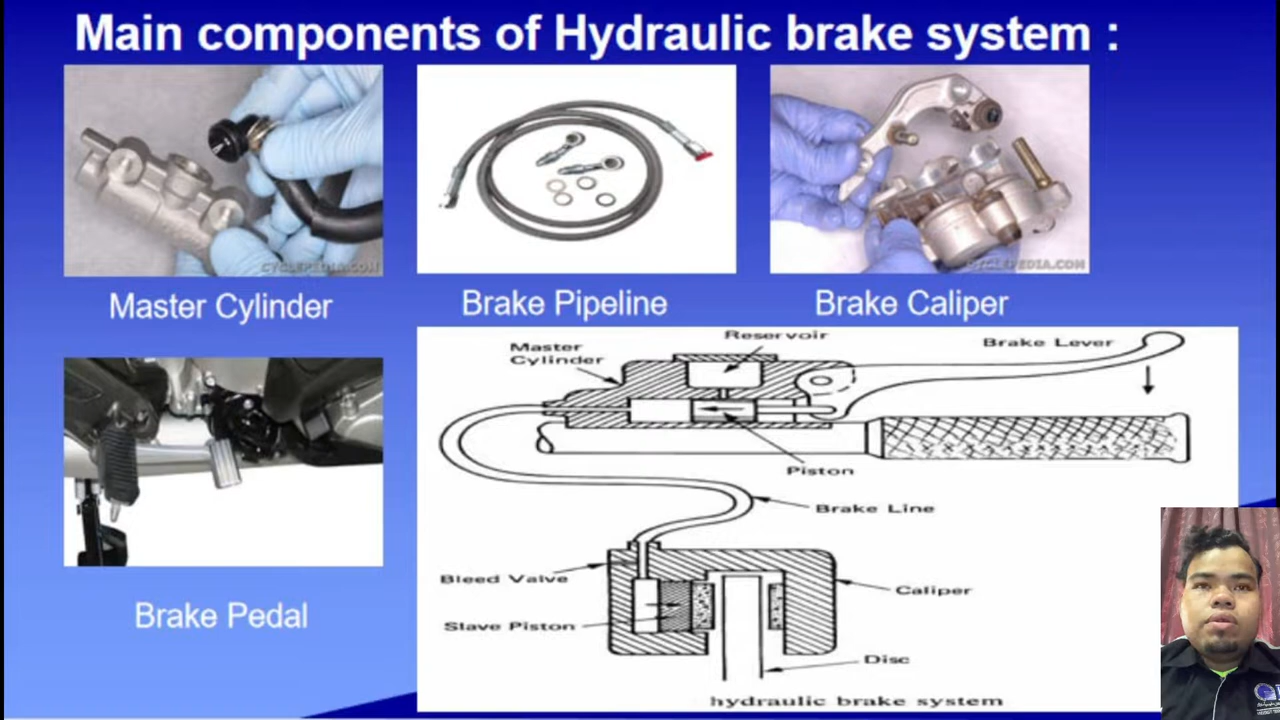 Main components of Hydraulic brake system :
CYCLEPEDIA.COM
CYCLEPEDIA.COM
Master Cylinder
Brake Pipeline
Brake Caliper
Reservoir
Master
Cylinder
Brake Lever
Piston
Brake Line
Bleed Valve
Caliper
Slave Piston
Disc
hydraulic brake system
Brake Pedal